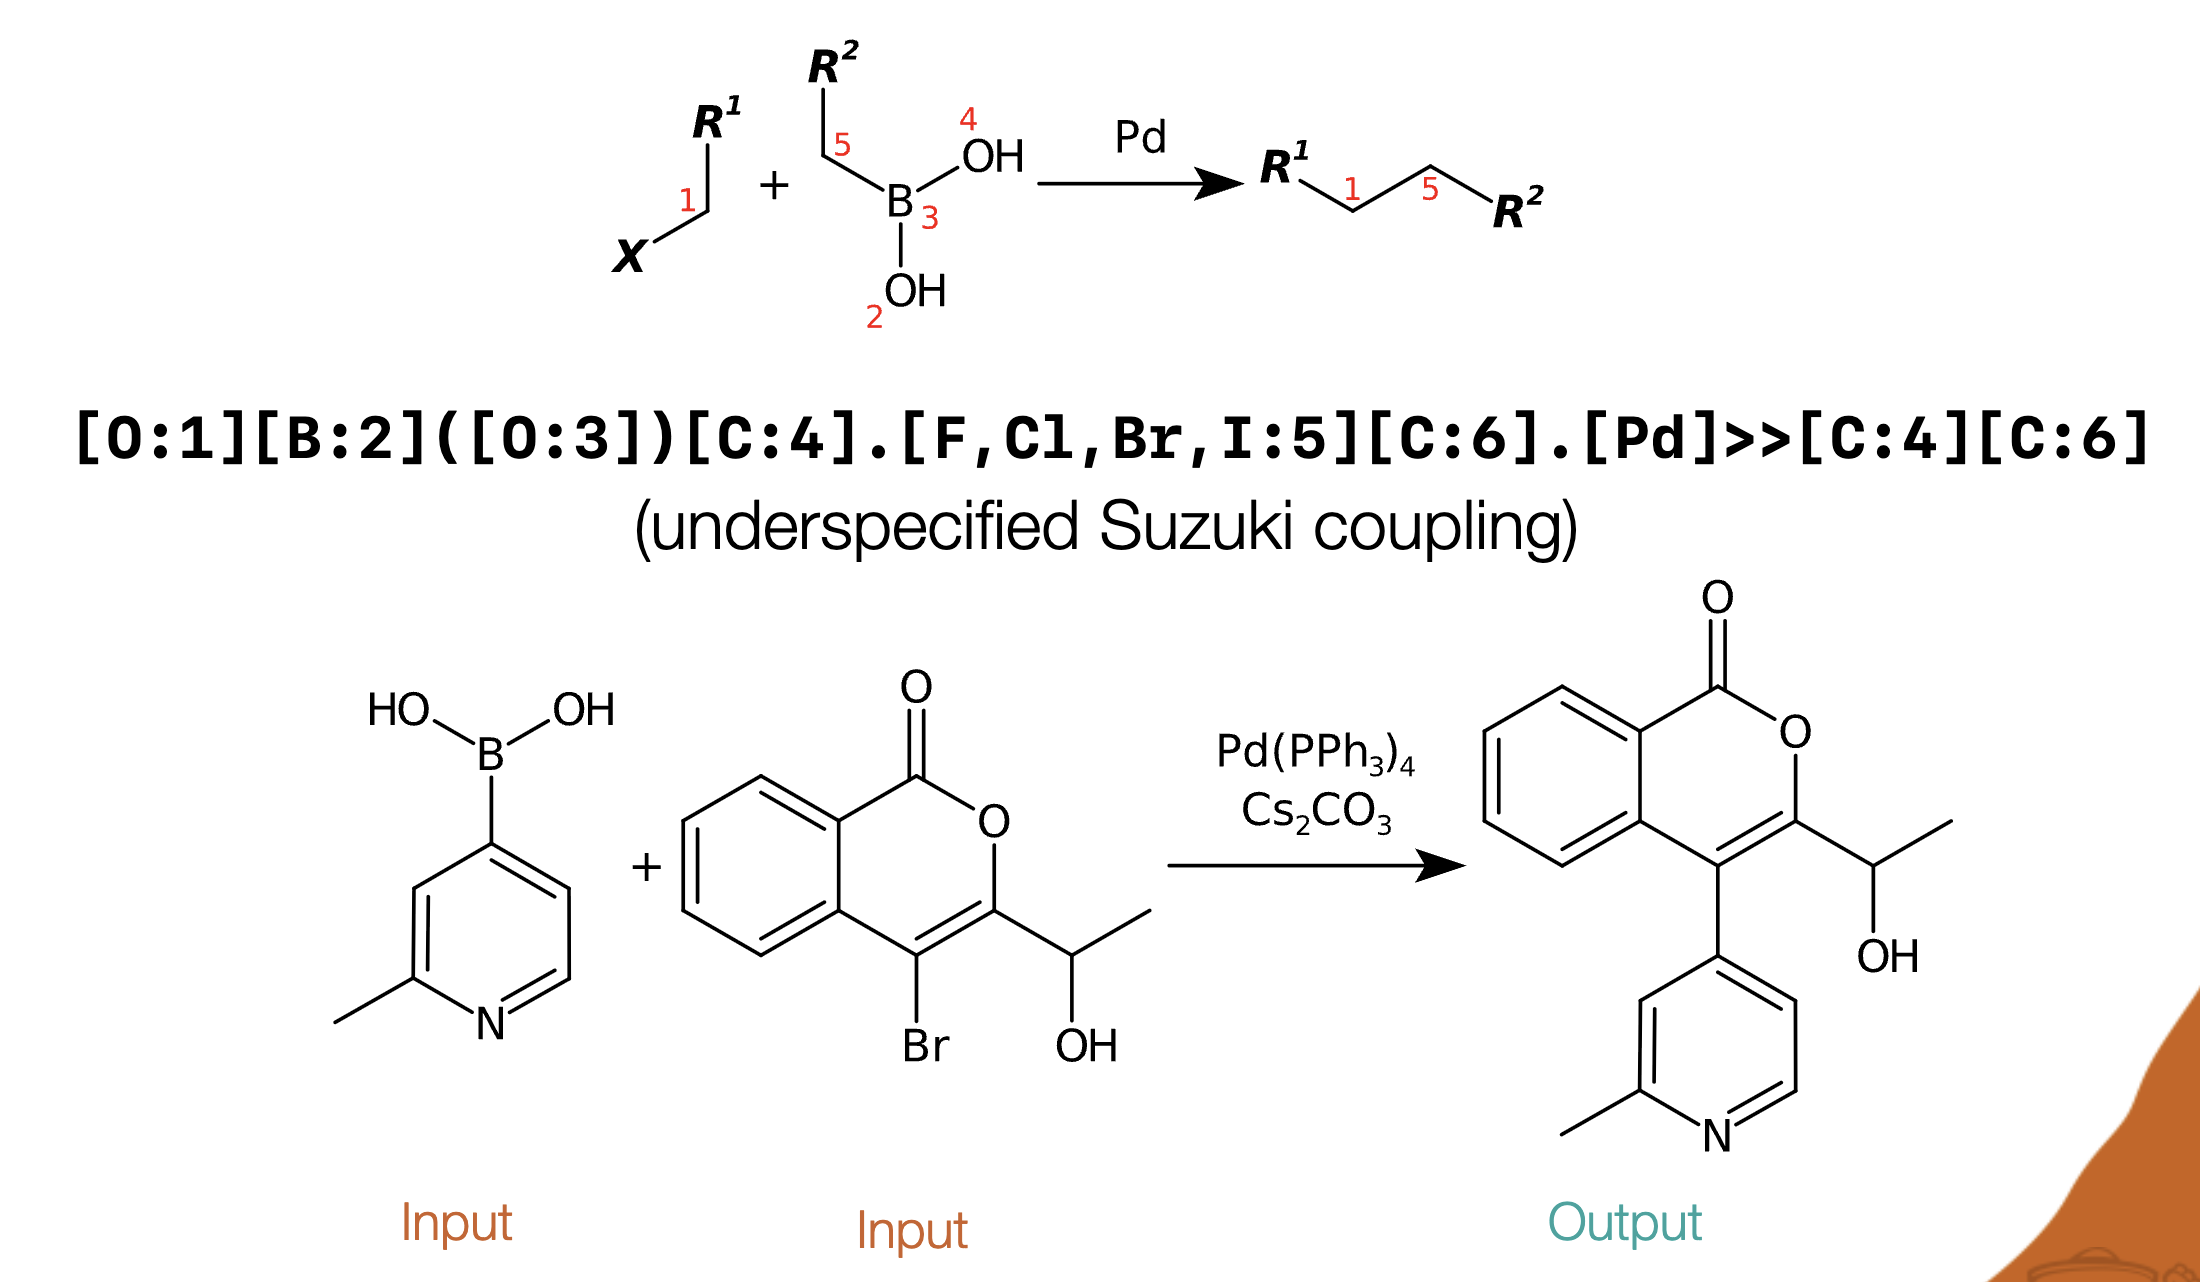 R² 
R¹ 4
5 OH Pd R¹
1 + B 3 1 5
X R²
OH
2
[O:1][B:2]([O:3])[C:4].[F,Cl,Br,I:5][C:6].[Pd]>>[C:4][C:6]
(underspecified Suzuki coupling)
O
HO OH O
B Pd(PPh₃)₄ O
O Cs₂CO₃
+
N Br OH OH
N
Input Input Output